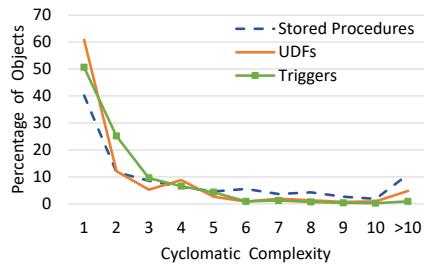 70
60
50
40
30
20
10
0
Percentage of Objects
Stored Procedures
UDFs
Triggers
1 2 3 4 5 6 7 8 9 10 >10
Cyclomatic Complexity